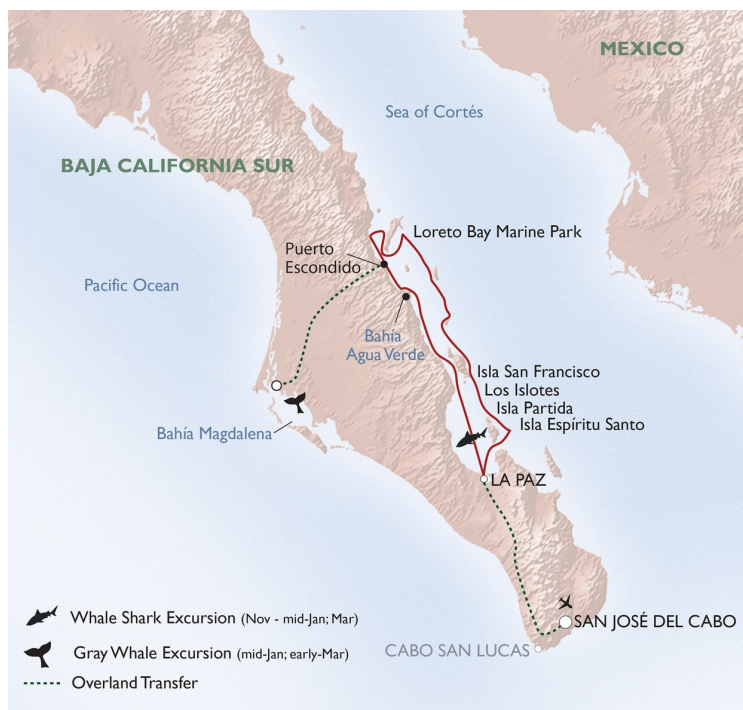 MEXICO
Sea of Cortés
BAJA CALIFORNIA SUR
Loreto Bay Marine Park
Puerto
Escondido
Pacific Ocean
Bahía
Agua Verde
Isla San Francisco
Los Islotes
Isla Partida
Isla Espíritu Santo
Bahía Magdalena
LA PAZ
SAN JOSÉ DEL CABO
CABO SAN LUCAS
Whale Shark Excursion (Nov - mid-Jan; Mar)
Gray Whale Excursion (mid-Jan; early-Mar)
Overland Transfer